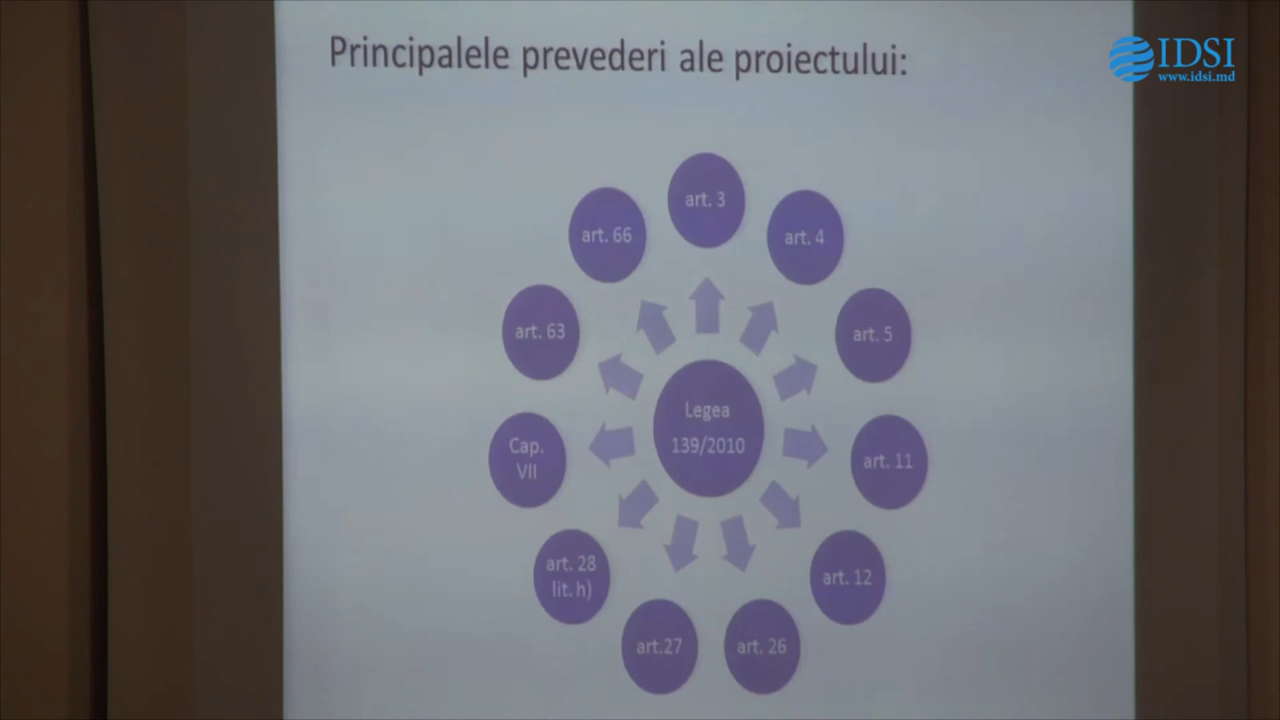 Principalele prevederi ale proiectului:
IDSI
www.idsi.md
art. 3
art. 4
art. 5
art. 11
art. 12
art. 26
art.27
art. 28
lit. h)
Cap.
VII
art. 63
art. 66
Legea
139/2010